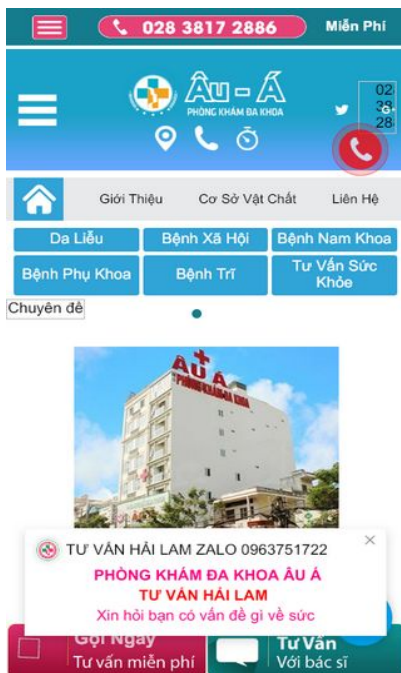 028 3817 2886 Miễn Phí
Âu - Á
PHÒNG KHÁM ĐA KHOA
02
38
28
G+
Giới Thiệu Cơ Sở Vật Chất Liên Hệ
Da Liễu Bệnh Xã Hội Bệnh Nam Khoa
Bệnh Phụ Khoa Bệnh Trĩ Tư Vấn Sức
Khỏe
Chuyên đề
ÂU Á
PHÒNG KHÁM ĐA KHOA
TƯ VẤN HẢI LAM ZALO 0963751722
PHÒNG KHÁM ĐA KHOA ÂU Á
TƯ VẤN HẢI LAM
Xin hỏi bạn có vấn đề gì về sức
Gọi Ngay Tư Vấn
Tư vấn miễn phí Với bác sĩ